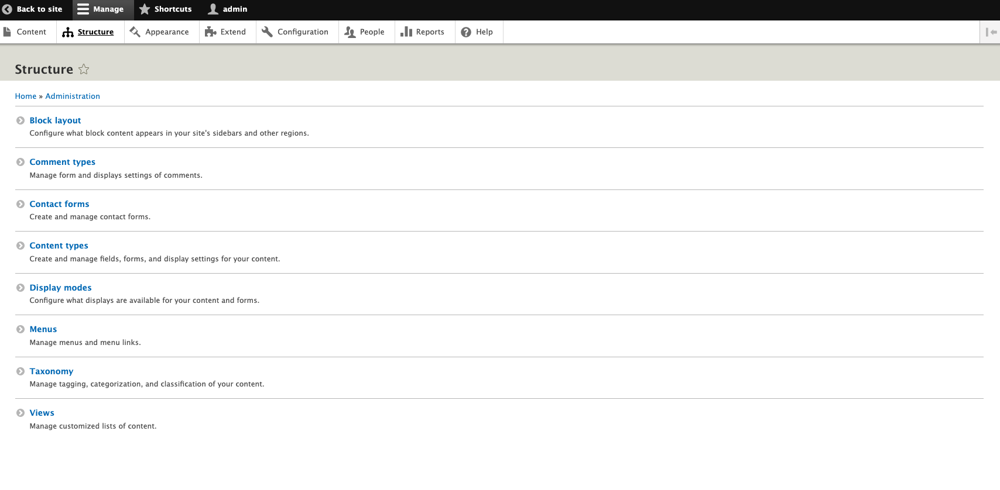 Back to site Manage Shortcuts admin
Content Structure Appearance Extend Configuration People Reports Help
Structure
Home » Administration
Block layout
Configure what block content appears in your site's sidebars and other regions.
Comment types
Manage form and displays settings of comments.
Contact forms
Create and manage contact forms.
Content types
Create and manage fields, forms, and display settings for your content.
Display modes
Configure what displays are available for your content and forms.
Menus
Manage menus and menu links.
Taxonomy
Manage tagging, categorization, and classification of your content.
Views
Manage customized lists of content.